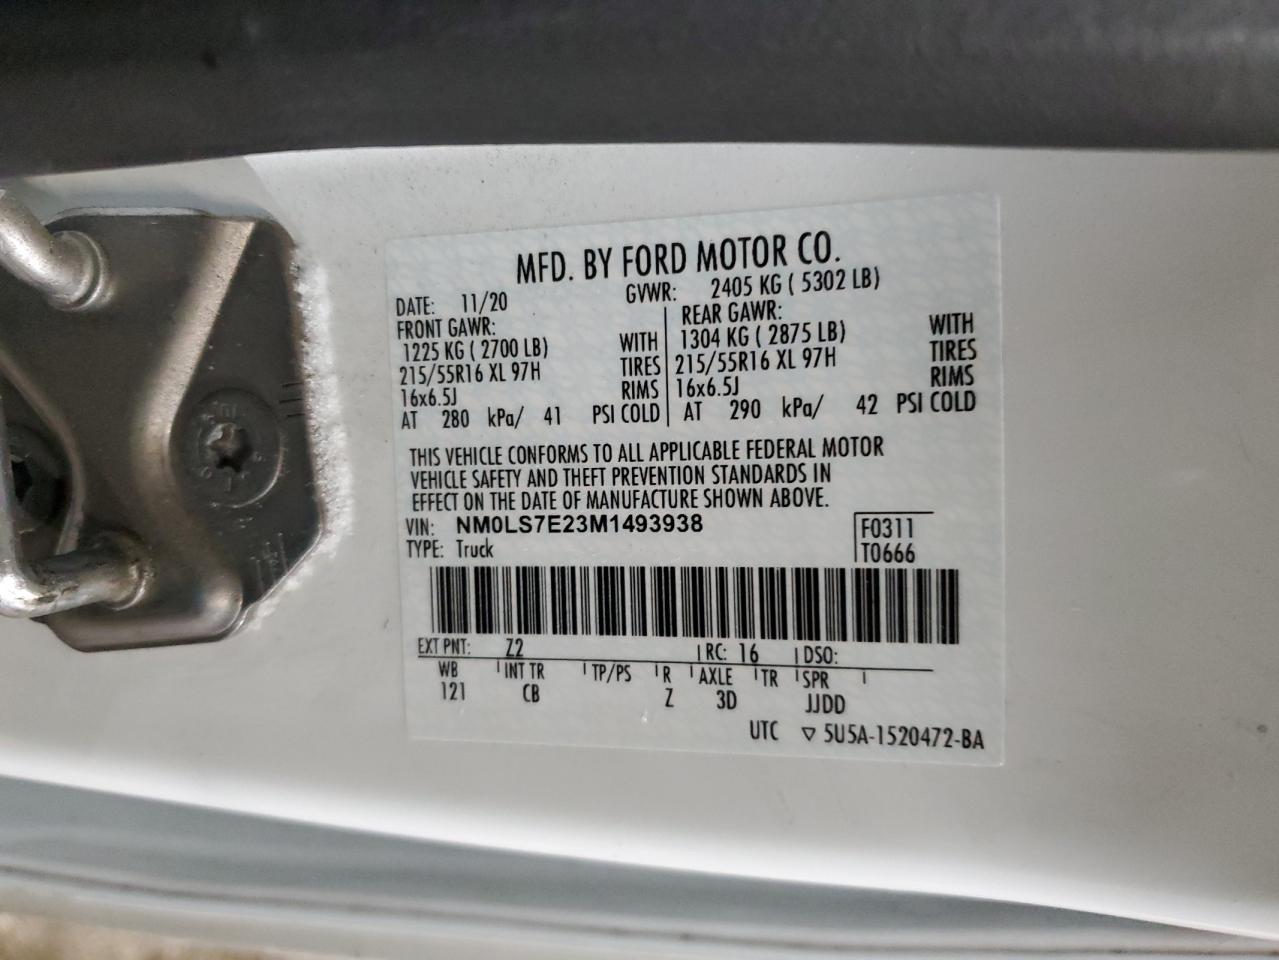 MFD. BY FORD MOTOR CO.
DATE: 11/20 GVWR: 2405 KG ( 5302 LB)
FRONT GAWR: REAR GAWR:
1225 KG ( 2700 LB) WITH 1304 KG ( 2875 LB) WITH
215/55R16 XL 97H TIRES 215/55R16 XL 97H TIRES
16x6.5J RIMS 16x6.5J RIMS
AT 280 kPa/ 41 PSI COLD AT 290 kPa/ 42 PSI COLD
THIS VEHICLE CONFORMS TO ALL APPLICABLE FEDERAL MOTOR
VEHICLE SAFETY AND THEFT PREVENTION STANDARDS IN
EFFECT ON THE DATE OF MANUFACTURE SHOWN ABOVE.
VIN: NM0LS7E23M1493938 F0311
TYPE: Truck T0666
EXT PNT: Z2 RC: 16 DSO:
WB INT TR TP/PS R AXLE TR SPR
121 CB Z 3D JJDD
UTC ▽ 5U5A-1520472-BA